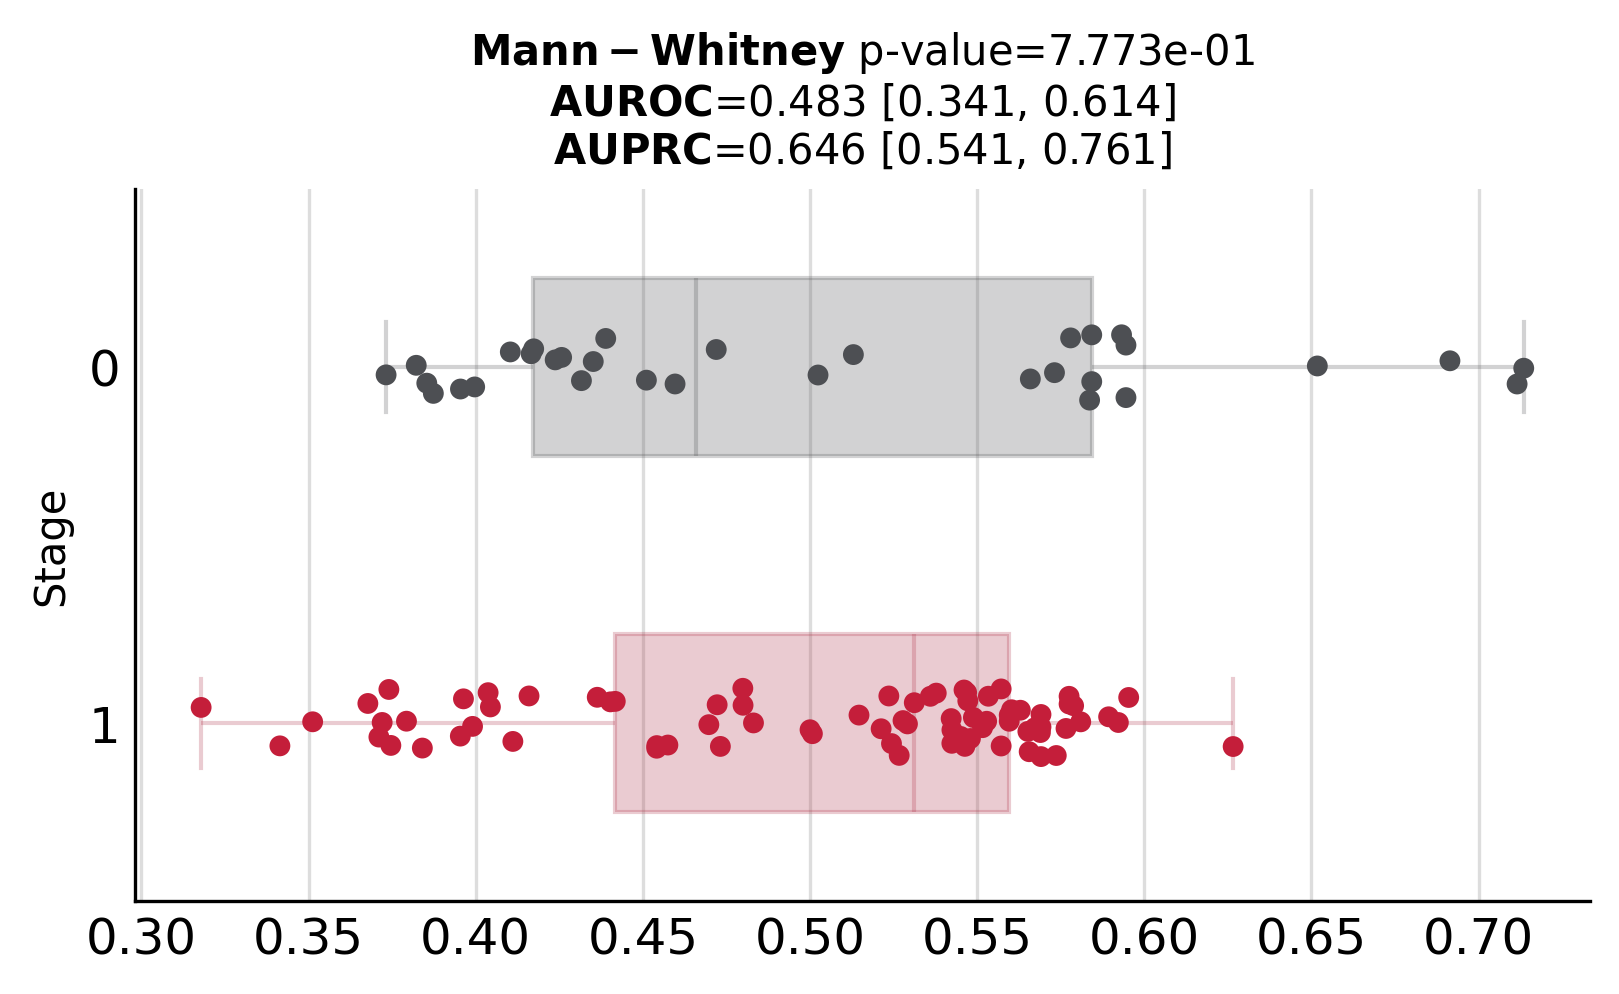 Mann − Whitney p-value=7.773e-01
AUROC=0.483 [0.341, 0.614]
AUPRC=0.646 [0.541, 0.761]
0
Stage
1
0.30 0.35 0.40 0.45 0.50 0.55 0.60 0.65 0.70